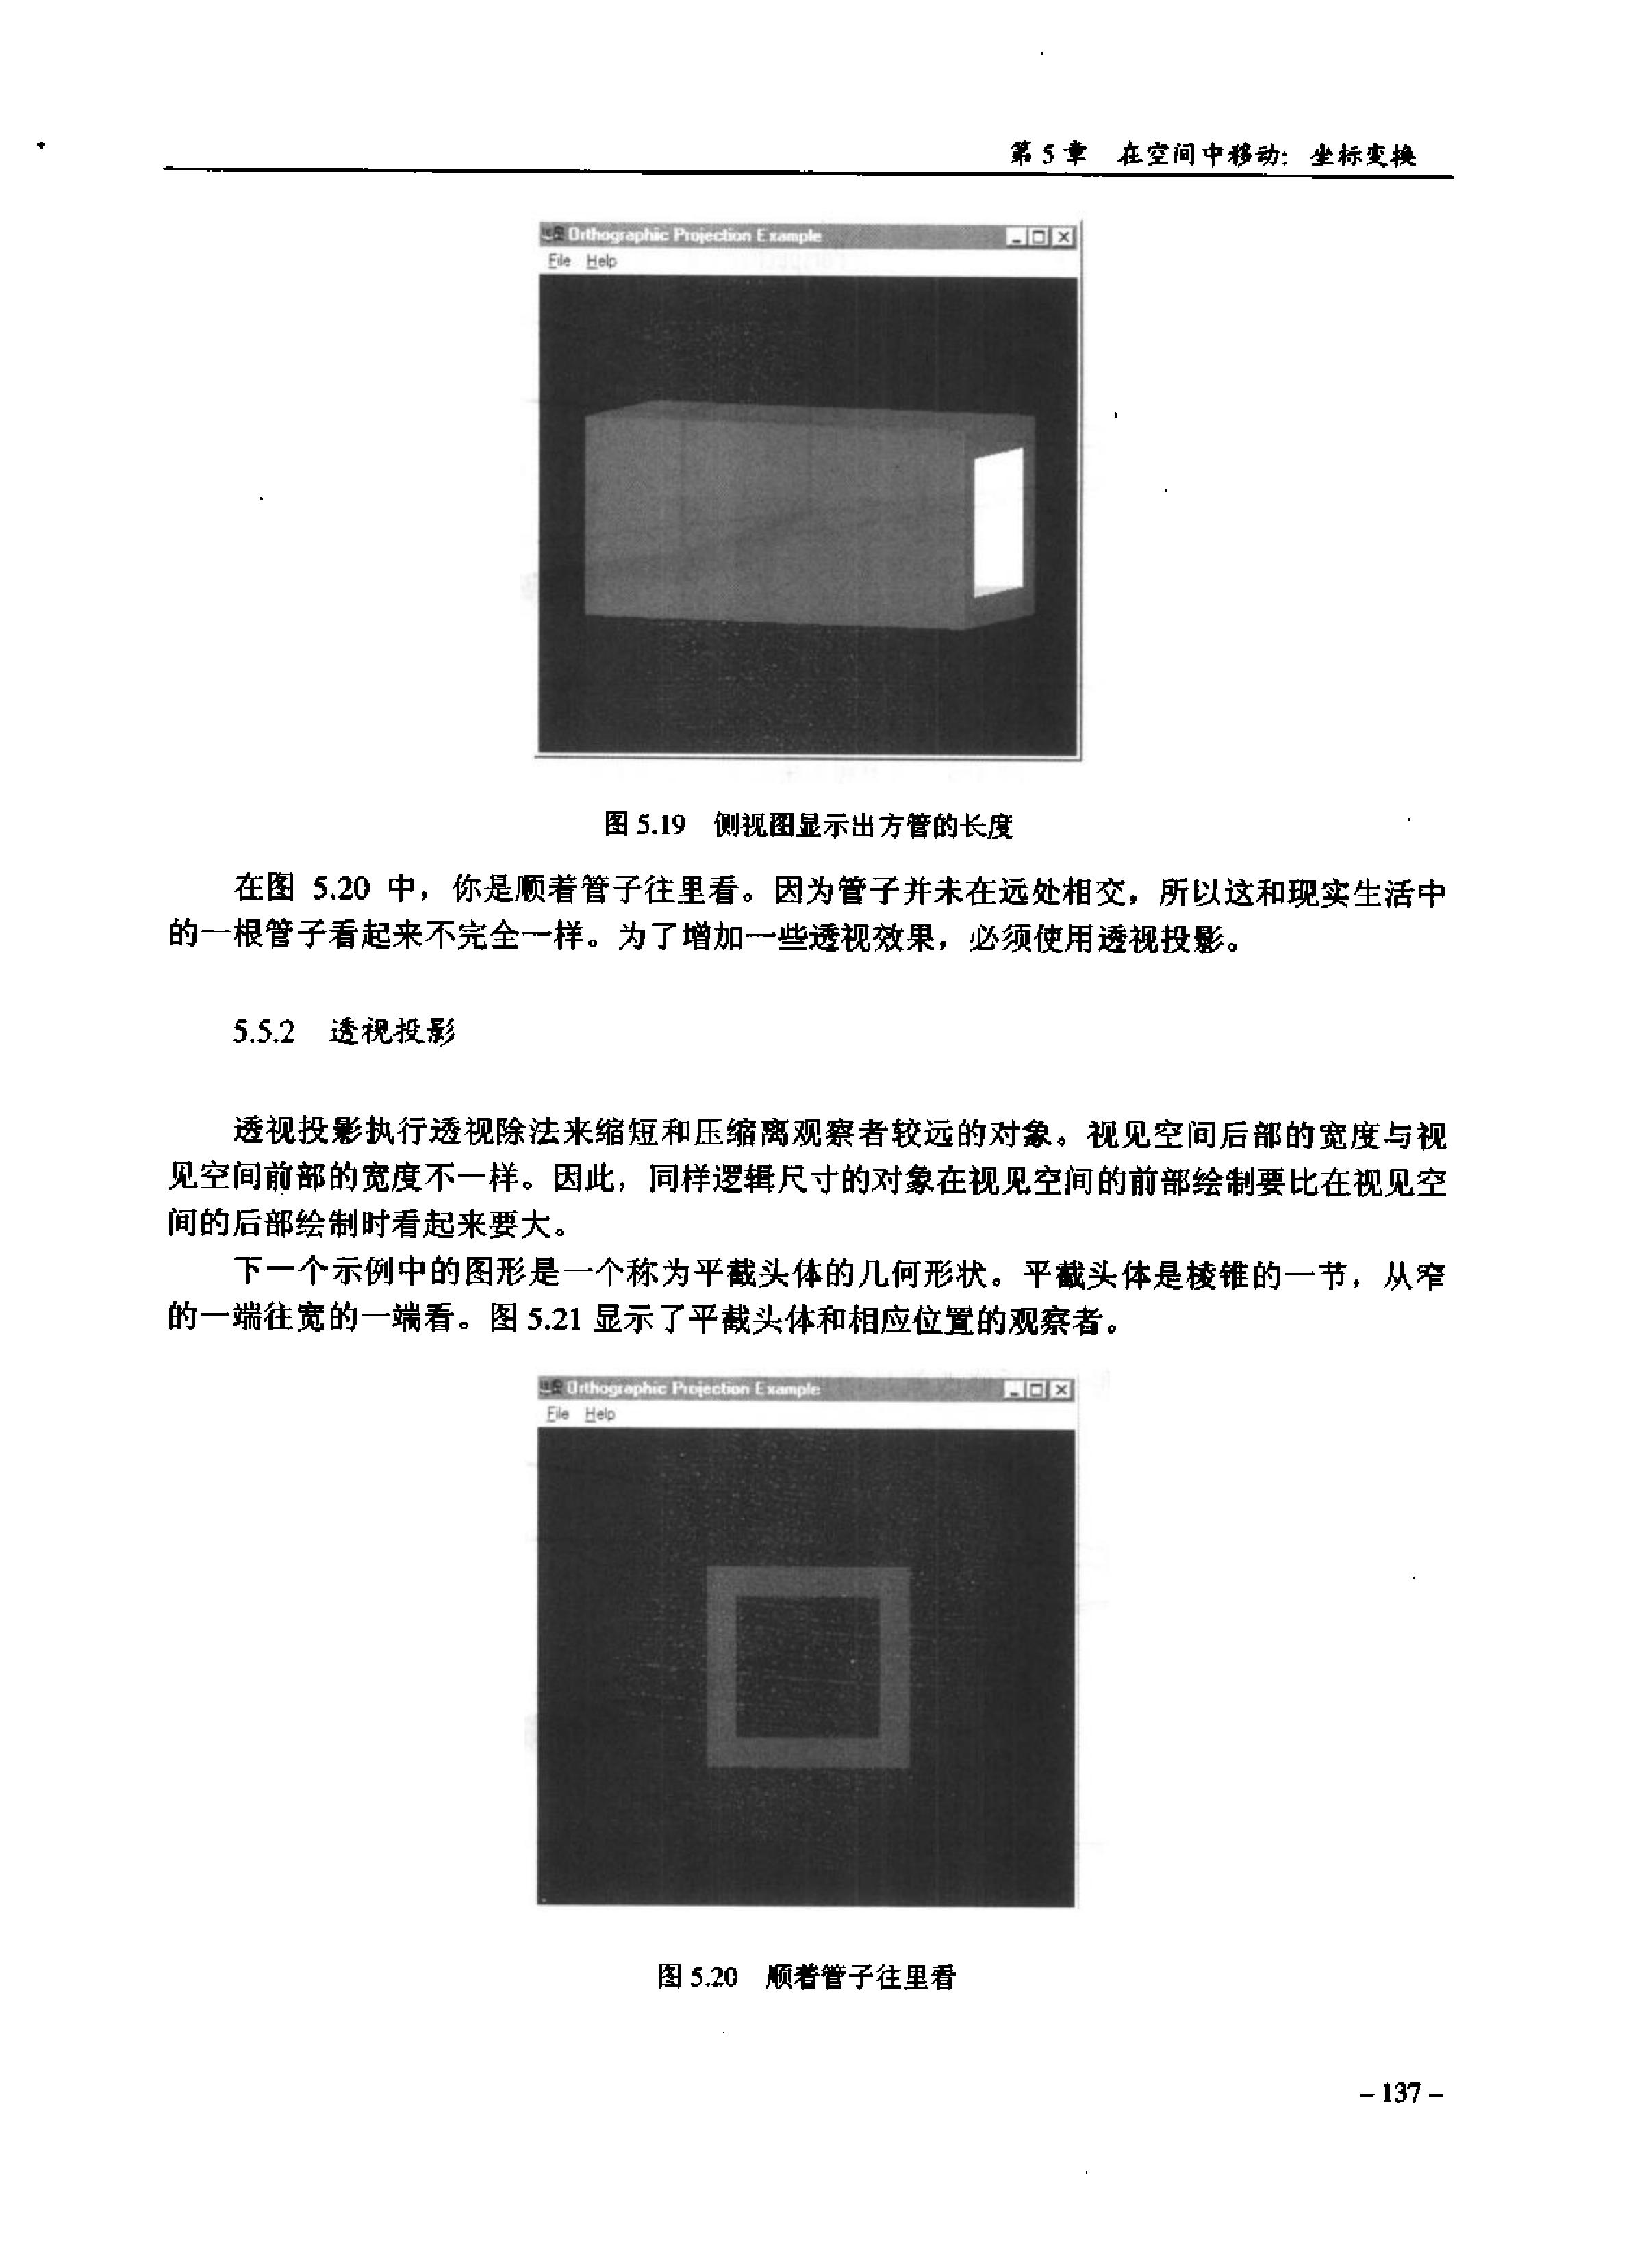 第 5 章 在空间中移动：坐标变换
Orthographic Projection Example
File Help
图 5.19 侧视图显示出方管的长度
在图 5.20 中，你是顺着管子往里看。因为管子并未在远处相交，所以这和现实生活中
的一根管子看起来不完全一样。为了增加一些透视效果，必须使用透视投影。
5.5.2 透视投影
透视投影执行透视除法来缩短和压缩离观察者较远的对象。视见空间后部的宽度与视
见空间前部的宽度不一样。因此，同样逻辑尺寸的对象在视见空间的前部绘制要比在视见空
间的后部绘制时看起来要大。
下一个示例中的图形是一个称为平截头体的几何形状。平截头体是棱锥的一节，从窄
的一端往宽的一端看。图 5.21 显示了平截头体和相应位置的观察者。
Orthographic Projection Example
File Help
图 5.20 顺着管子往里看
– 137 –